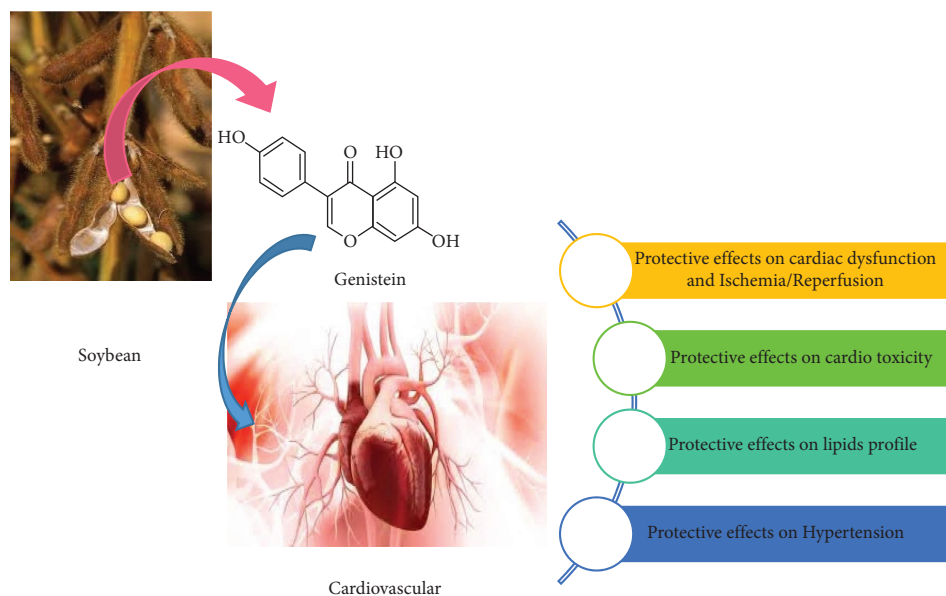 HO
O
HO
O
OH
Genistein
Soybean
Cardiovascular
Protective effects on cardiac dysfunction
and Ischemia/Reperfusion
Protective effects on cardio toxicity
Protective effects on lipids profile
Protective effects on Hypertension